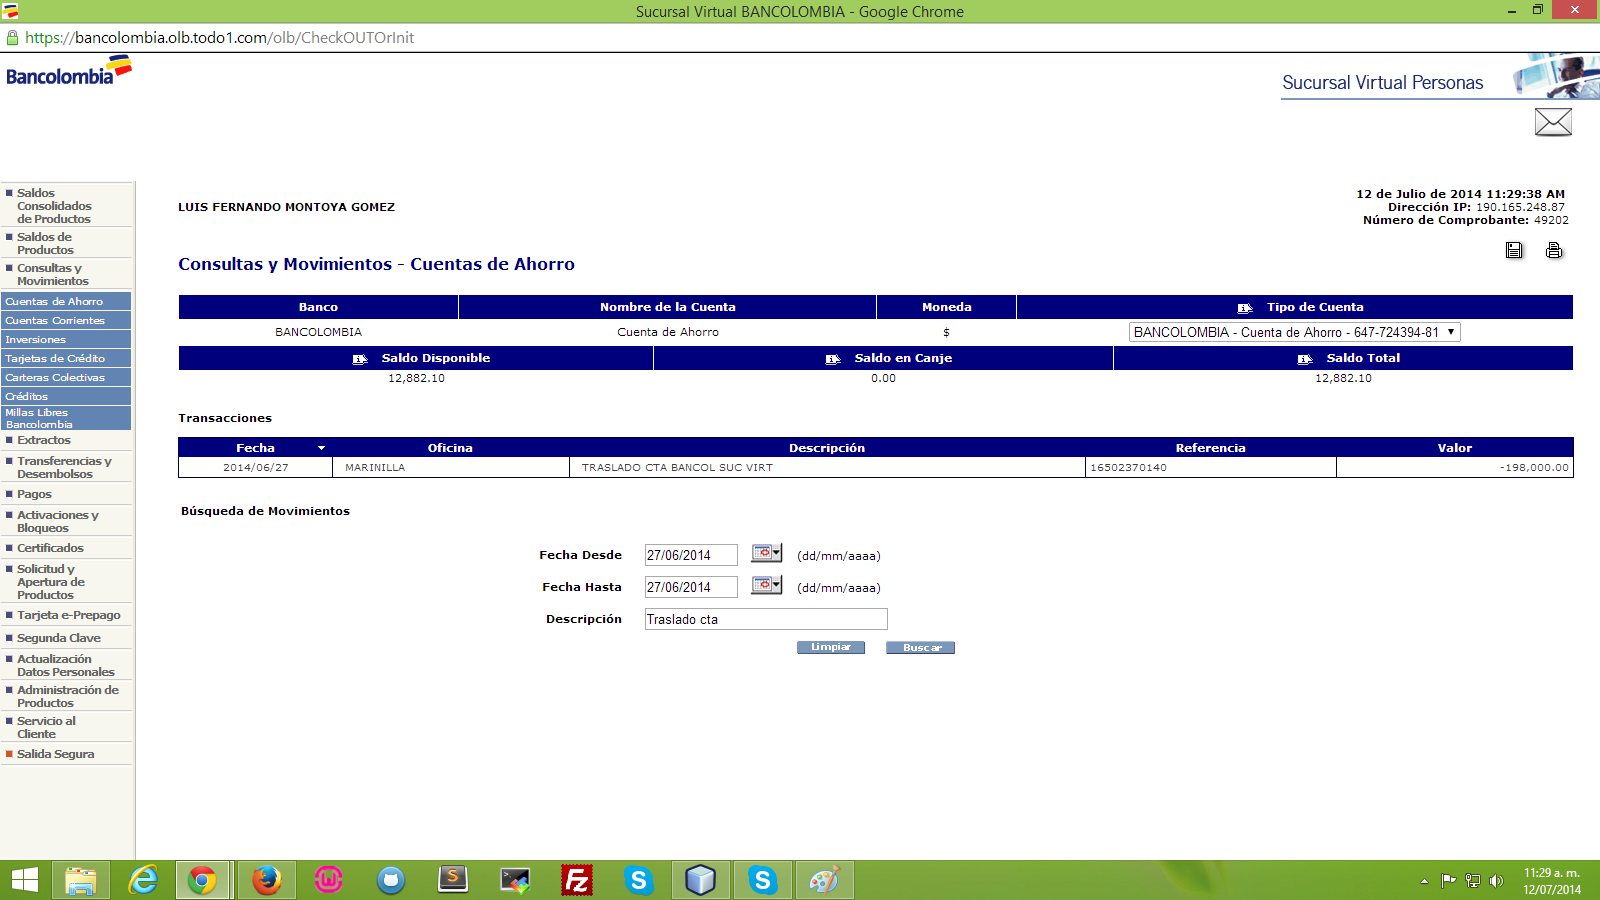 Sucursal Virtual BANCOLOMBIA - Google Chrome
https://bancolombia.olb.todo1.com/olb/CheckOUTOrInit
Bancolombia
Sucursal Virtual Personas
Saldos
Consolidados
de Productos
Saldos de
Productos
Consultas y
Movimientos
Cuentas de Ahorro
Cuentas Corrientes
Inversiones
Tarjetas de Crédito
Carteras Colectivas
Créditos
Millas Libres
Bancolombia
Extractos
Transferencias y
Desembolsos
Pagos
Activaciones y
Bloqueos
Certificados
Solicitud y
Apertura de
Productos
Tarjeta e-Prepago
Segunda Clave
Actualización
Datos Personales
Administración de
Productos
Servicio al
Cliente
Salida Segura
LUIS FERNANDO MONTOYA GOMEZ
12 de Julio de 2014 11:29:38 AM
Dirección IP: 190.165.248.87
Número de Comprobante: 49202
Consultas y Movimientos - Cuentas de Ahorro
Banco Nombre de la Cuenta Moneda Tipo de Cuenta
BANCOLOMBIA Cuenta de Ahorro $ BANCOLOMBIA - Cuenta de Ahorro - 647-724394-81
Saldo Disponible Saldo en Canje Saldo Total
12,882.10 0.00 12,882.10
Transacciones
Fecha Oficina Descripción Referencia Valor
2014/06/27 MARINILLA TRASLADO CTA BANCOL SUC VIRT 16502370140 -198,000.00
Búsqueda de Movimientos
Fecha Desde 27/06/2014 (dd/mm/aaaa)
Fecha Hasta 27/06/2014 (dd/mm/aaaa)
Descripción Traslado cta
Limpiar Buscar
11:29 a. m.
12/07/2014